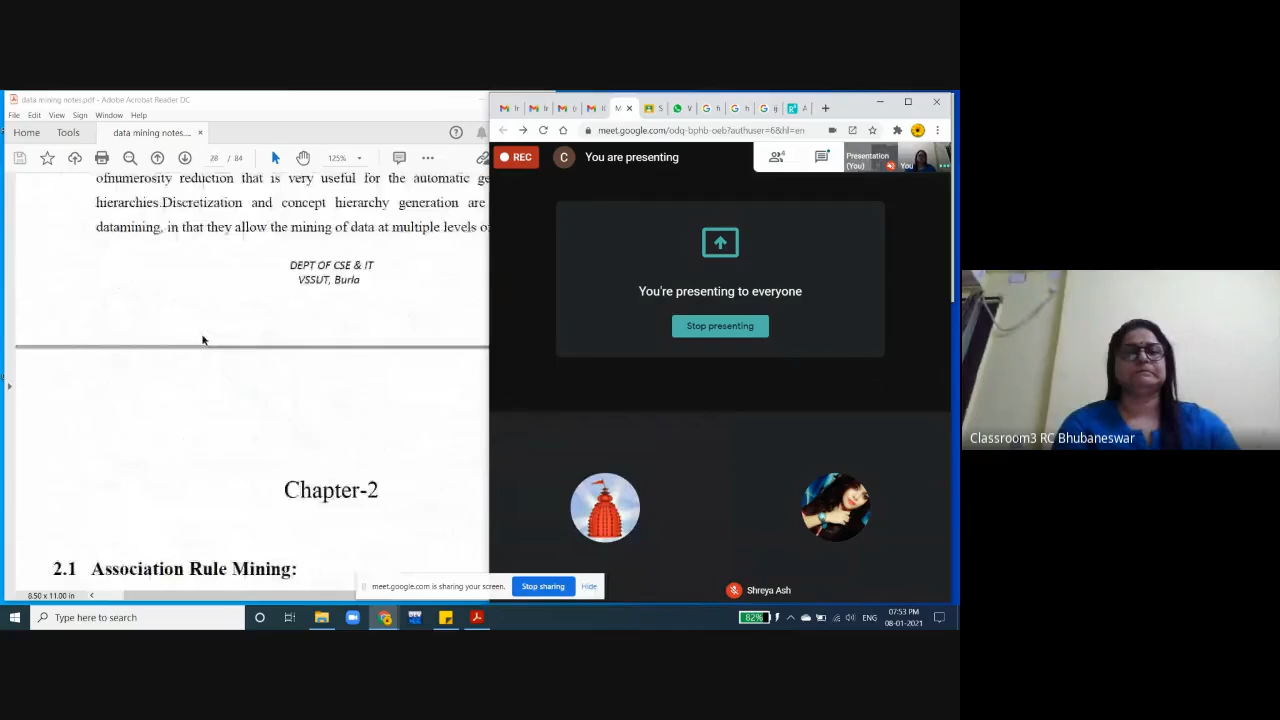 data mining notes.pdf - Adobe Acrobat Reader DC
File Edit View Sign Window Help
Home Tools data mining notes.... ×
28 / 84 125%
ofnumerosity reduction that is very useful for the automatic ge
hierarchies.Discretization and concept hierarchy generation are
datamining, in that they allow the mining of data at multiple levels o
DEPT OF CSE & IT
VSSUT, Burla
Chapter-2
2.1 Association Rule Mining:
8.50 x 11.00 in
meet.google.com/odq-bphb-oeb?authuser=6&hl=en
REC C You are presenting
4
Presentation
(You)
You
You're presenting to everyone
Stop presenting
Shreya Ash
meet.google.com is sharing your screen. Stop sharing Hide
Type here to search
82% ENG
07:53 PM
08-01-2021
Classroom3 RC Bhubaneswar